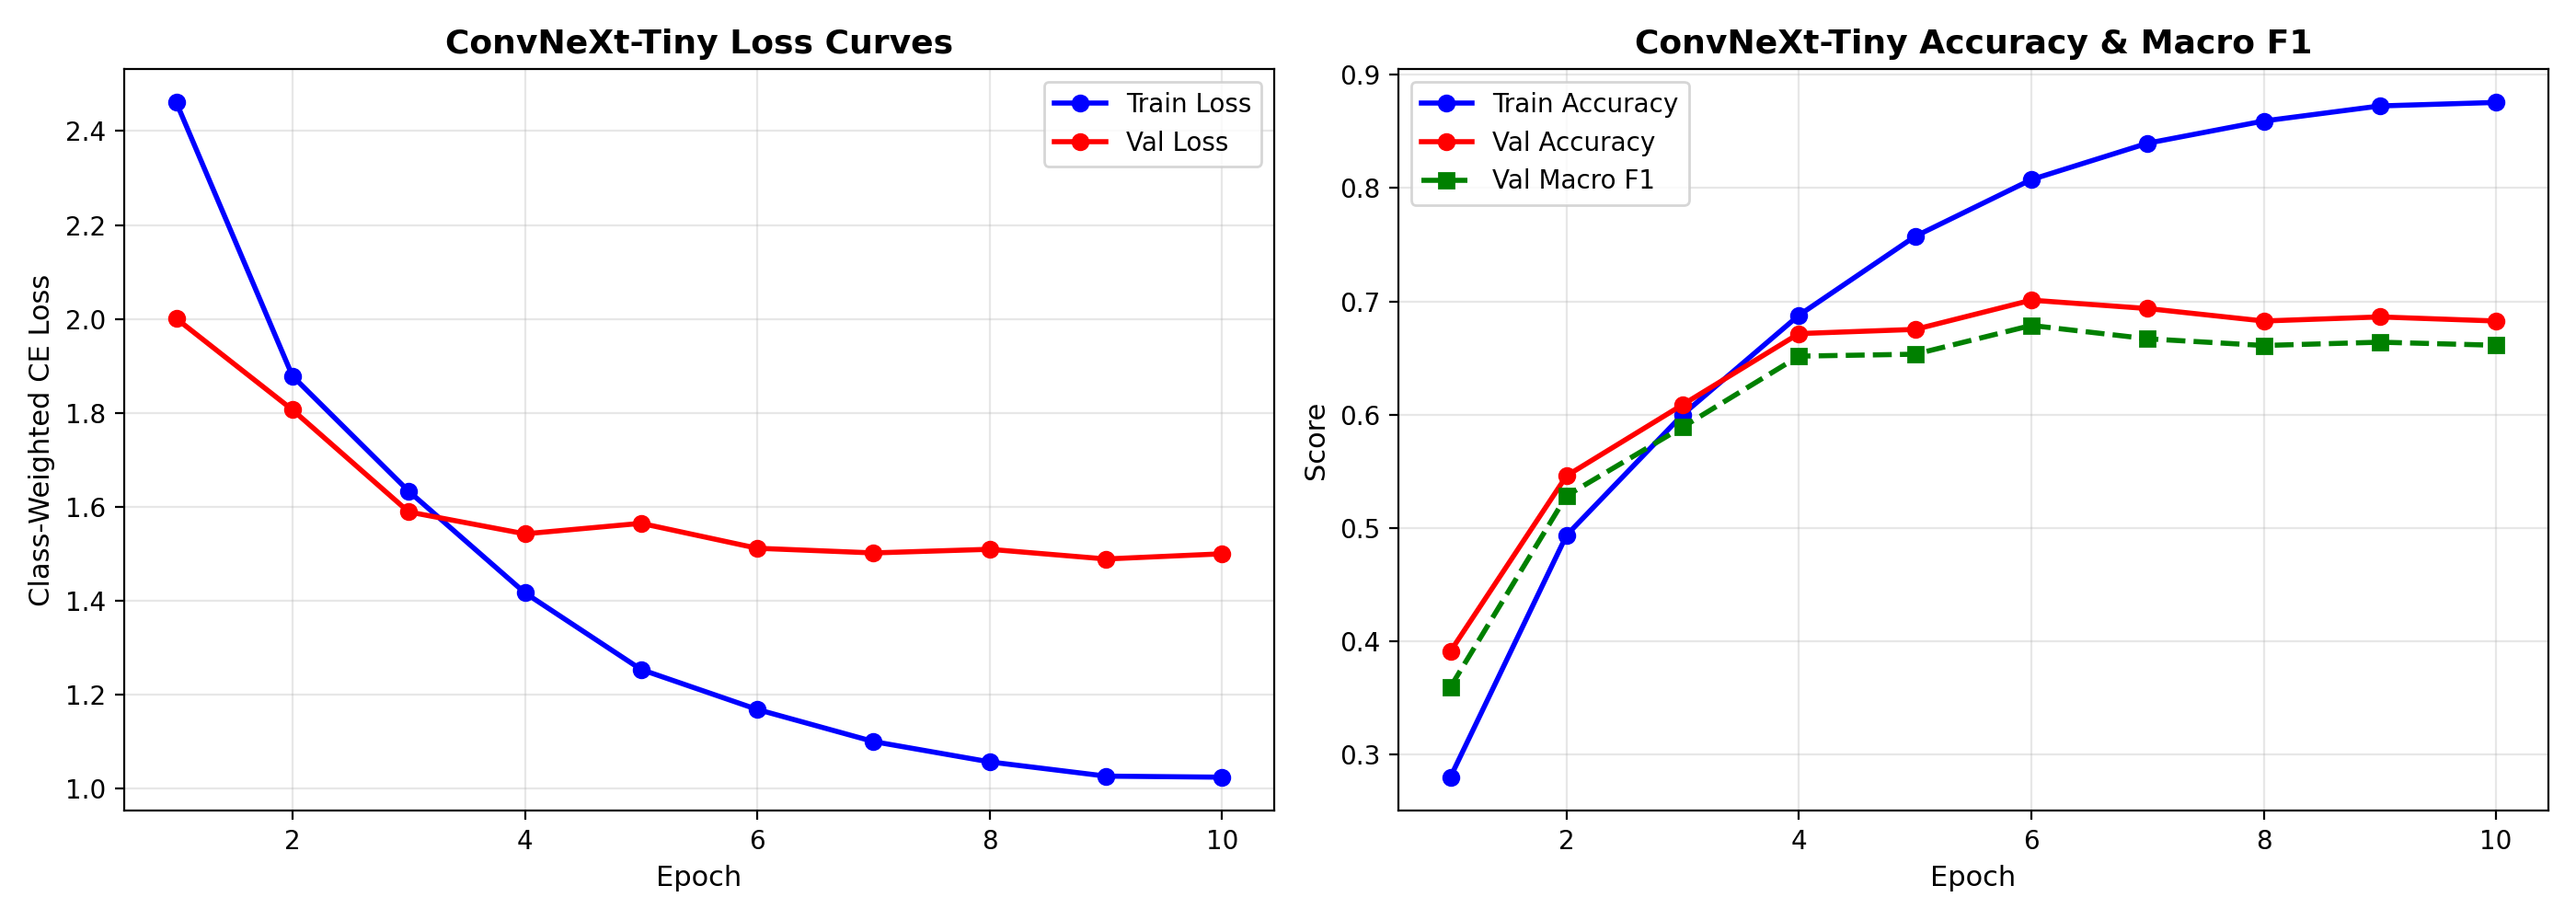 ConvNeXt-Tiny Loss Curves
Class-Weighted CE Loss
2.4
2.2
2.0
1.8
1.6
1.4
1.2
1.0
Train Loss
Val Loss
2 4 6 8 10
Epoch
ConvNeXt-Tiny Accuracy & Macro F1
Score
0.9
0.8
0.7
0.6
0.5
0.4
0.3
Train Accuracy
Val Accuracy
Val Macro F1
2 4 6 8 10
Epoch